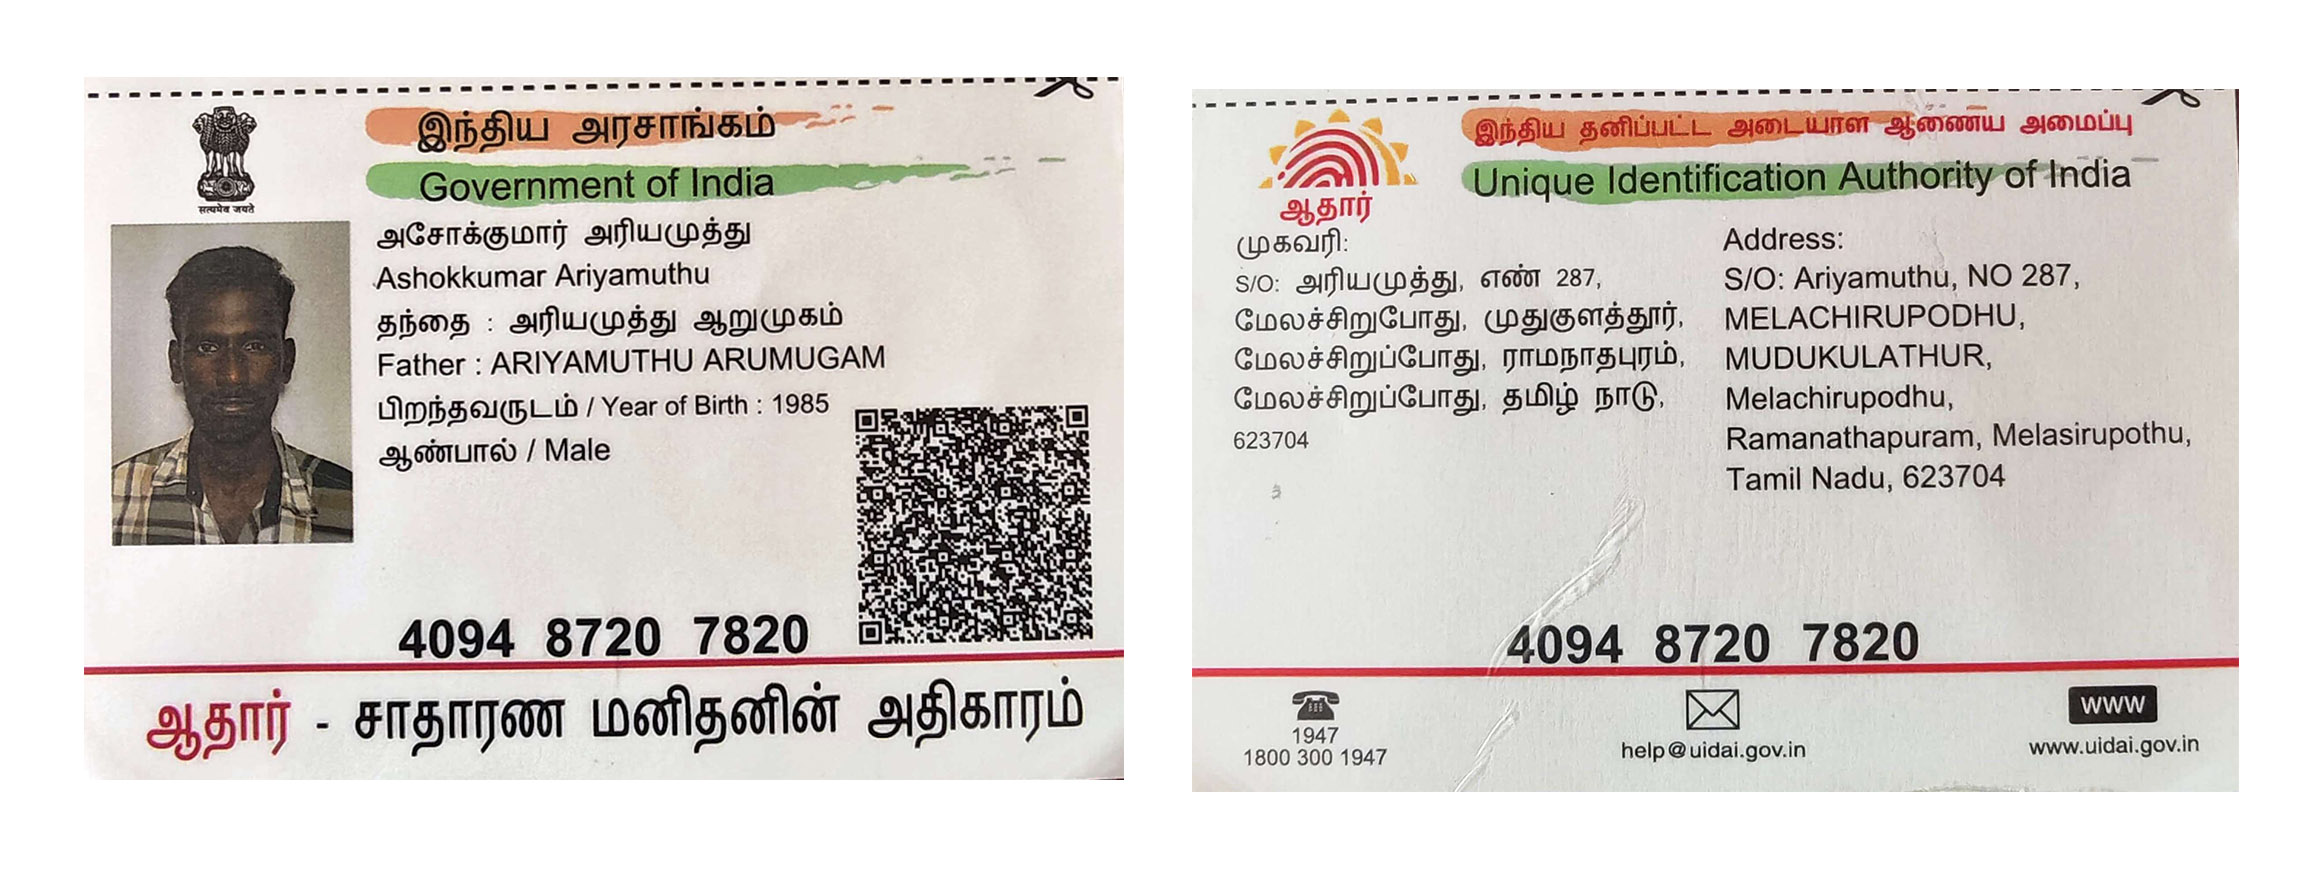 இந்திய அரசாங்கம்
Government of India
सत्यमेव जयते
அசோக்குமார் அரியமுத்து
Ashokkumar Ariyamuthu
தந்தை : அரியமுத்து ஆறுமுகம்
Father : ARIYAMUTHU ARUMUGAM
பிறந்தவருடம் / Year of Birth : 1985
ஆண்பால் / Male
4094 8720 7820
ஆதார் - சாதாரண மனிதனின் அதிகாரம்
இந்திய தனிப்பட்ட அடையாள ஆணைய அமைப்பு
Unique Identification Authority of India
ஆதார்
முகவரி:
S/O: அரியமுத்து, எண் 287,
மேலச்சிறுபோது, முதுகுளத்தூர்,
மேலச்சிறுப்போது, ராமநாதபுரம்,
மேலச்சிறுப்போது, தமிழ் நாடு,
623704
Address:
S/O: Ariyamuthu, NO 287,
MELACHIRUPODHU,
MUDUKULATHUR,
Melachirupodhu,
Ramanathapuram, Melasirupothu,
Tamil Nadu, 623704
4094 8720 7820
1947
1800 300 1947
help@uidai.gov.in
WWW
www.uidai.gov.in